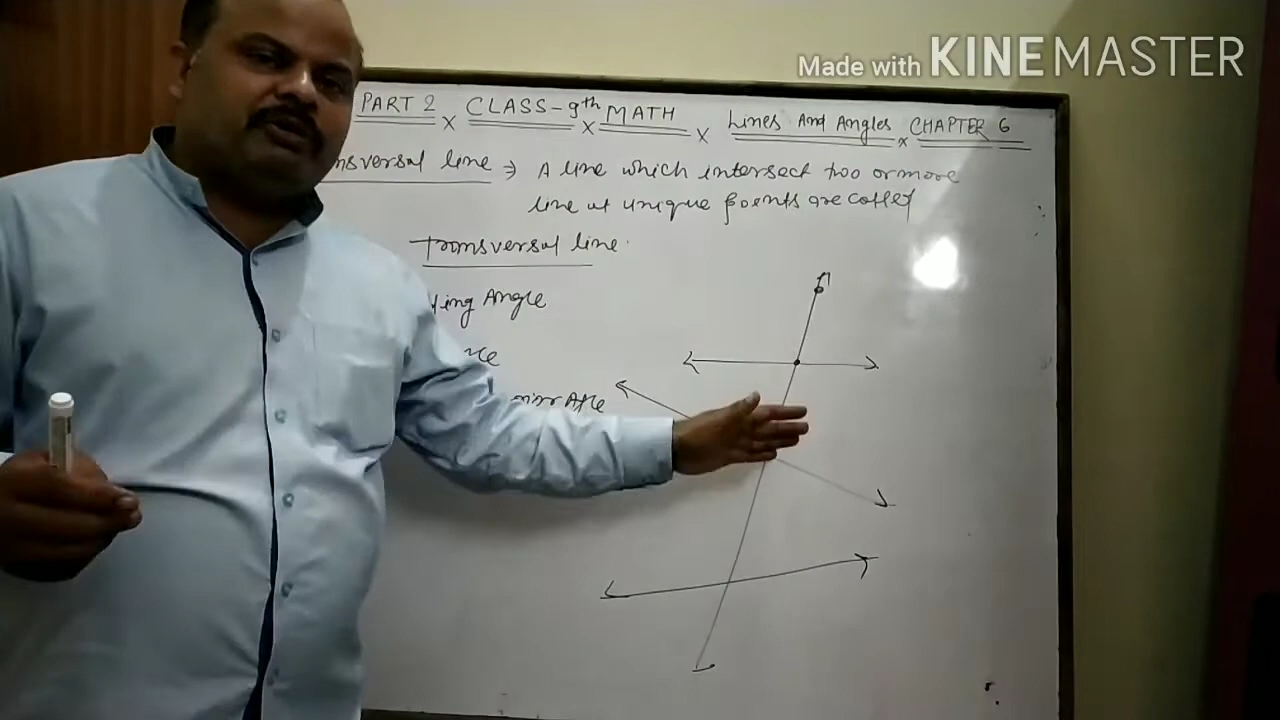 Made with KINEMASTER
PART 2 x CLASS-9th x MATH x Lines And Angles x CHAPTER 6
nsversal line ⇒ A line which intersect two or more
line at unique points are called
Transversal line
ying Angle